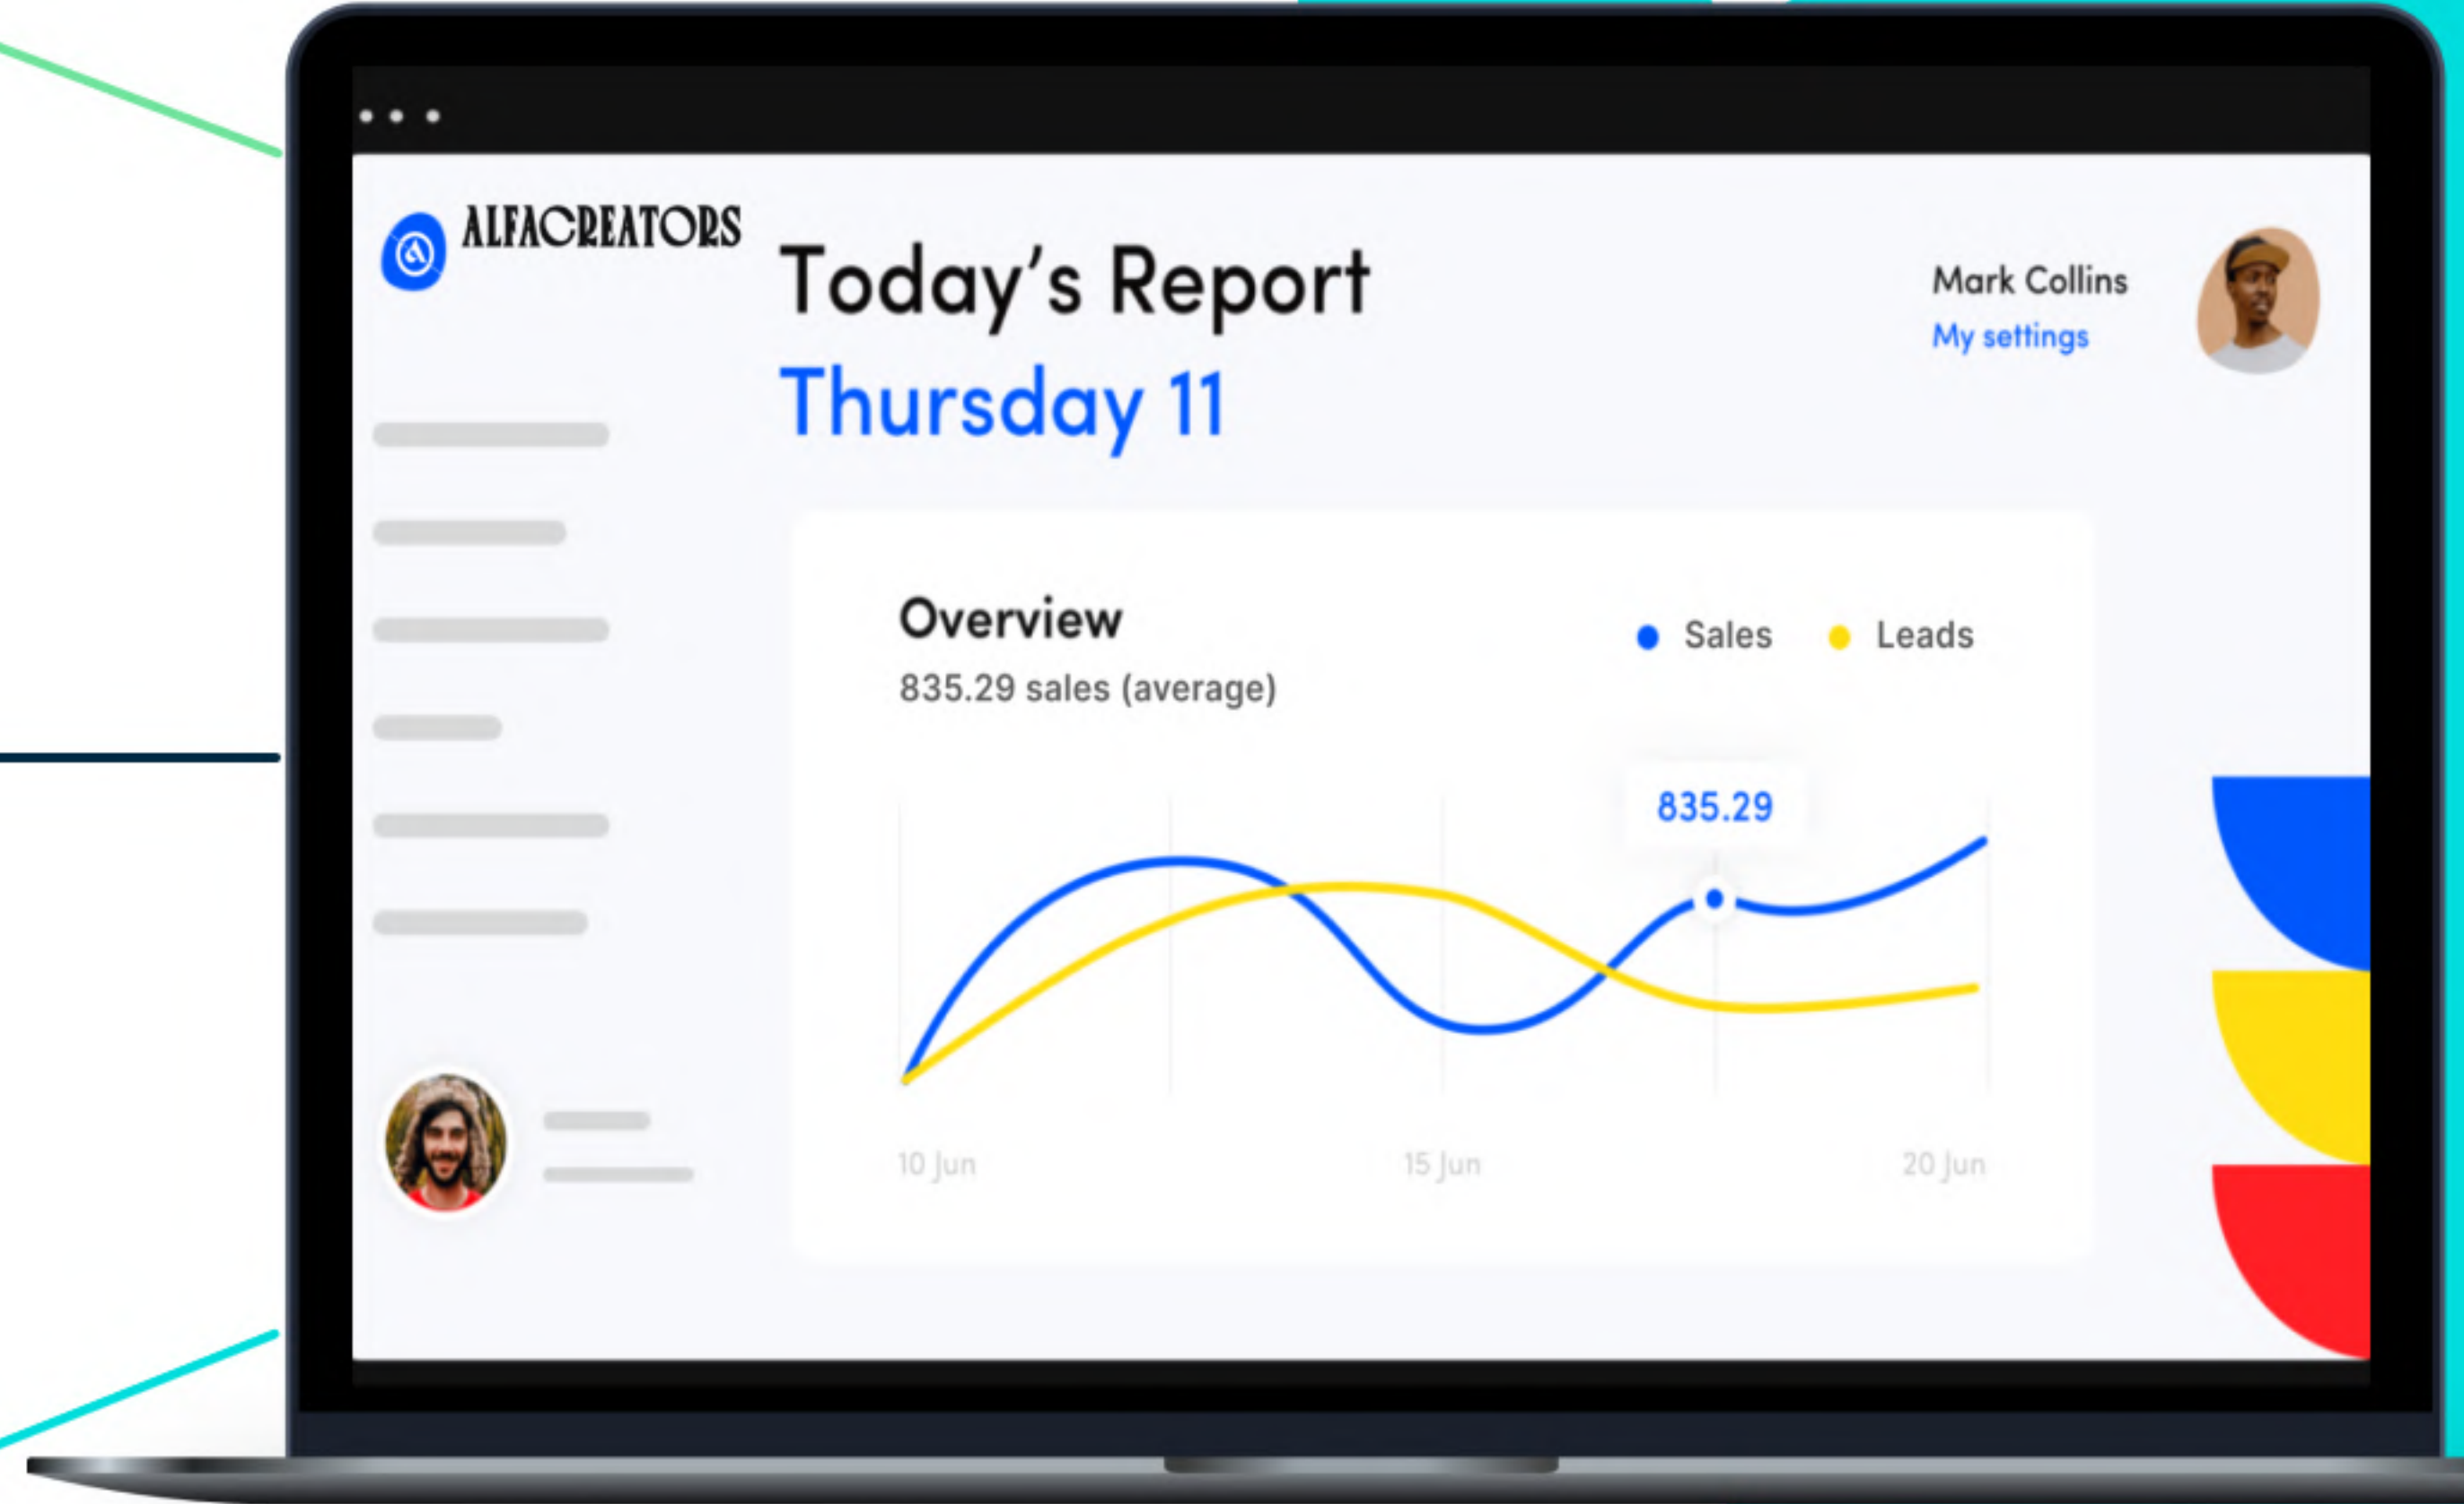 ALFACREATORS
Today’s Report
Thursday 11
Mark Collins
My settings
Overview
835.29 sales (average)
Sales
Leads
835.29
10 Jun
15 Jun
20 Jun